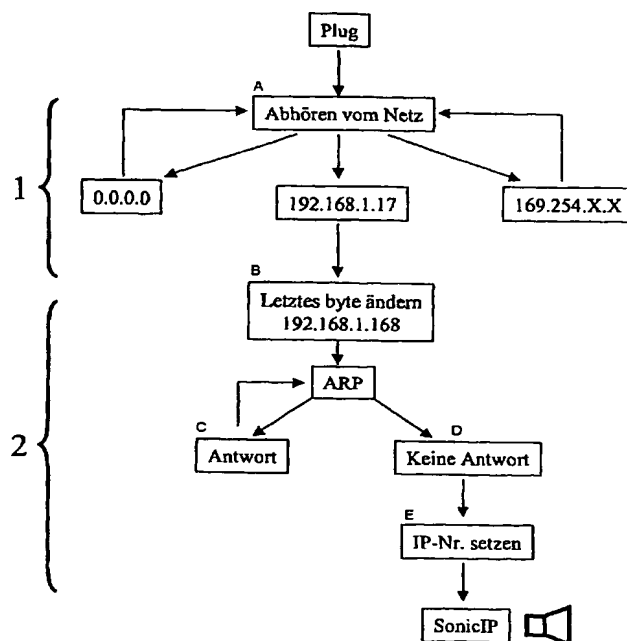 Plug
A
Abhören vom Netz
1
0.0.0.0
192.168.1.17
169.254.X.X
B
Letztes byte ändern
192.168.1.168
ARP
2
C
Antwort
D
Keine Antwort
E
IP-Nr. setzen
SonicIP